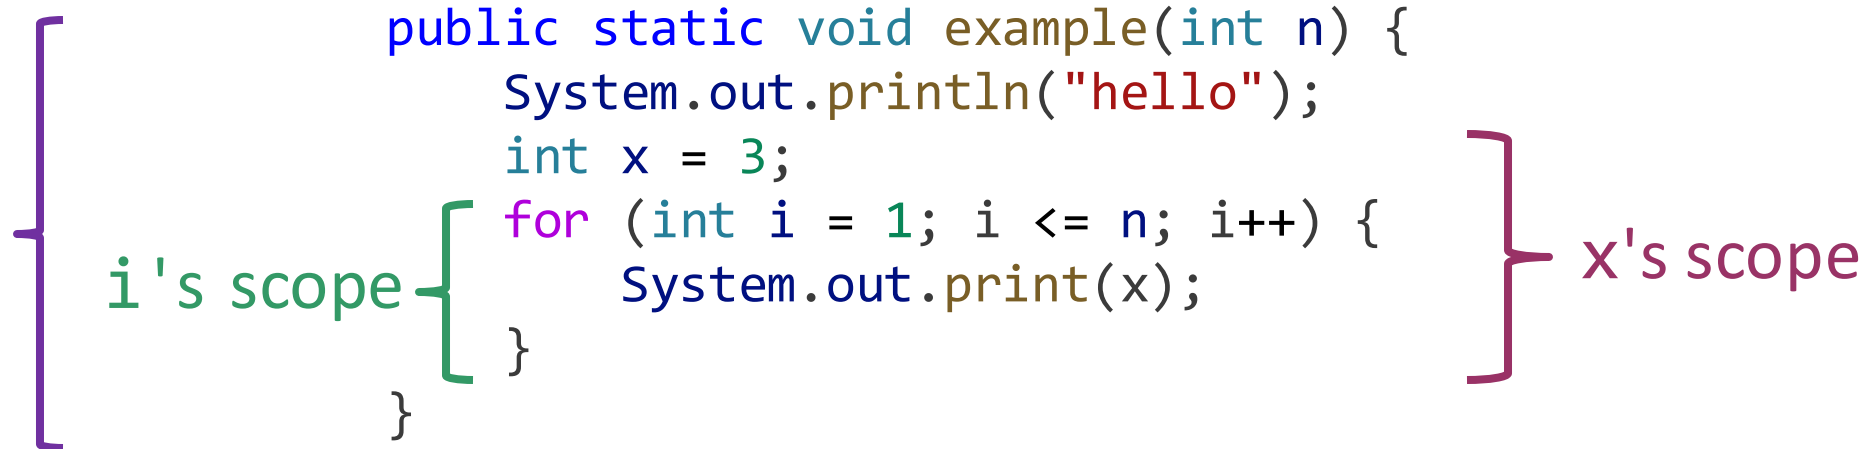 public static void example(int n) {
    System.out.println("hello");
    int x = 3;
    for (int i = 1; i <= n; i++) {
        System.out.print(x);
    }
}
i's scope
x's scope